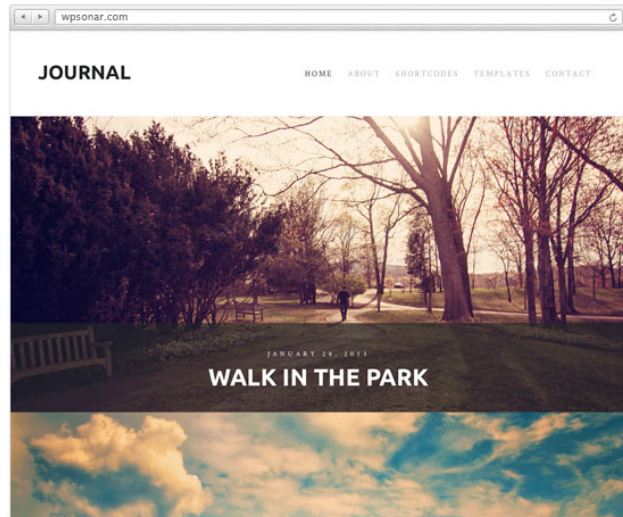 wpsonar.com
JOURNAL
HOME ABOUT SHORTCODES TEMPLATES CONTACT
JANUARY 28, 2013
WALK IN THE PARK